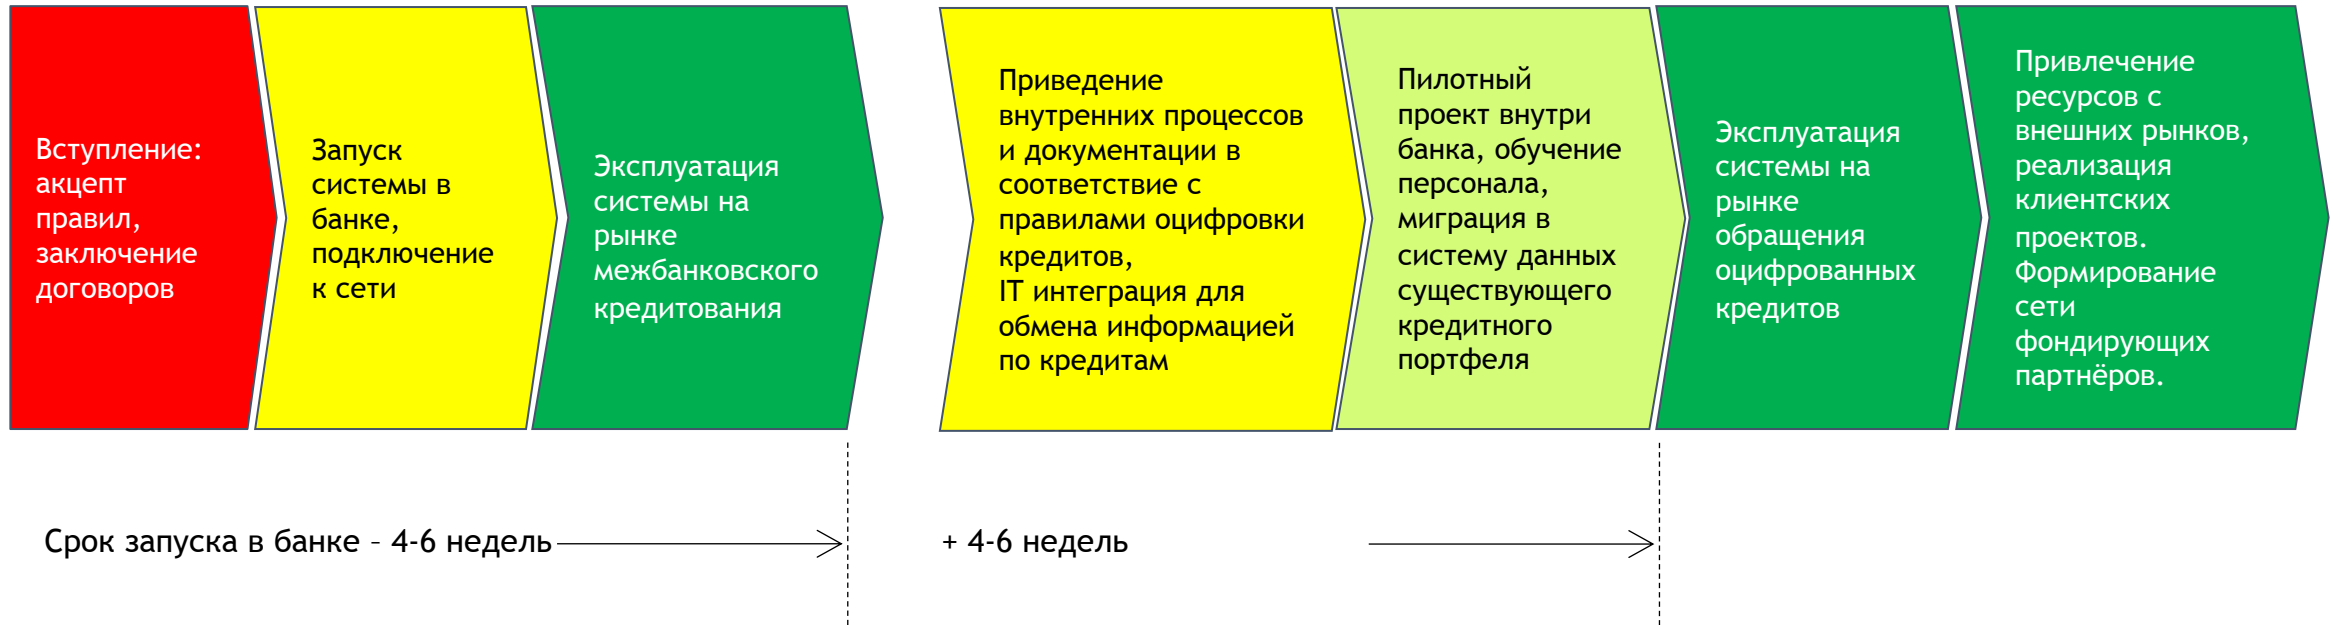 Вступление:
акцепт
правил,
заключение
договоров
Запуск
системы в
банке,
подключение
к сети
Эксплуатация
системы на
рынке
межбанковского
кредитования
Приведение
внутренних процессов
и документации в
соответствие с
правилами оцифровки
кредитов,
IT интеграция для
обмена информацией
по кредитам
Пилотный
проект внутри
банка, обучение
персонала,
миграция в
систему данных
существующего
кредитного
портфеля
Эксплуатация
системы на
рынке
обращения
оцифрованных
кредитов
Привлечение
ресурсов с
внешних рынков,
реализация
клиентских
проектов.
Формирование
сети
фондирующих
партнёров.
Срок запуска в банке – 4-6 недель
+ 4-6 недель